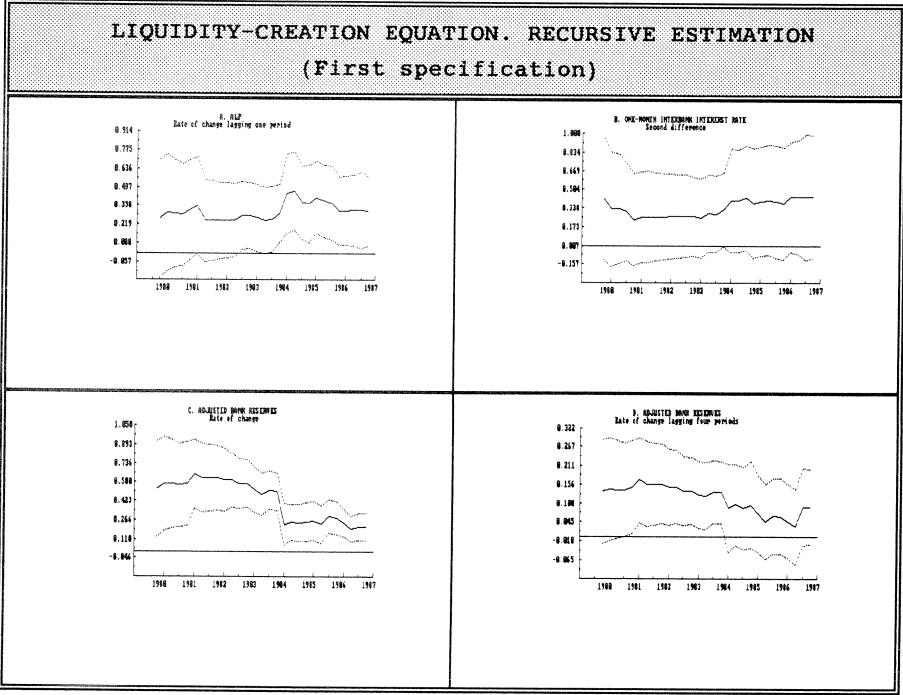 LIQUIDITY-CREATION EQUATION. RECURSIVE ESTIMATION
(First specification)
A. ALP
Rate of change lagging one period
0.914
0.775
0.636
0.497
0.358
0.219
0.080
-0.057
1980 1981 1982 1983 1984 1985 1986 1987
B. ONE-MONTH INTERBANK INTEREST RATE
Second difference
1.000
0.834
0.669
0.504
0.338
0.173
0.007
-0.157
1980 1981 1982 1983 1984 1985 1986 1987
C. ADJUSTED BANK RESERVES
Rate of change
1.050
0.893
0.736
0.580
0.423
0.266
0.110
-0.046
1980 1981 1982 1983 1984 1985 1986 1987
D. ADJUSTED BANK RESERVES
Rate of change lagging four periods
0.322
0.267
0.211
0.156
0.100
0.045
-0.010
-0.065
1980 1981 1982 1983 1984 1985 1986 1987